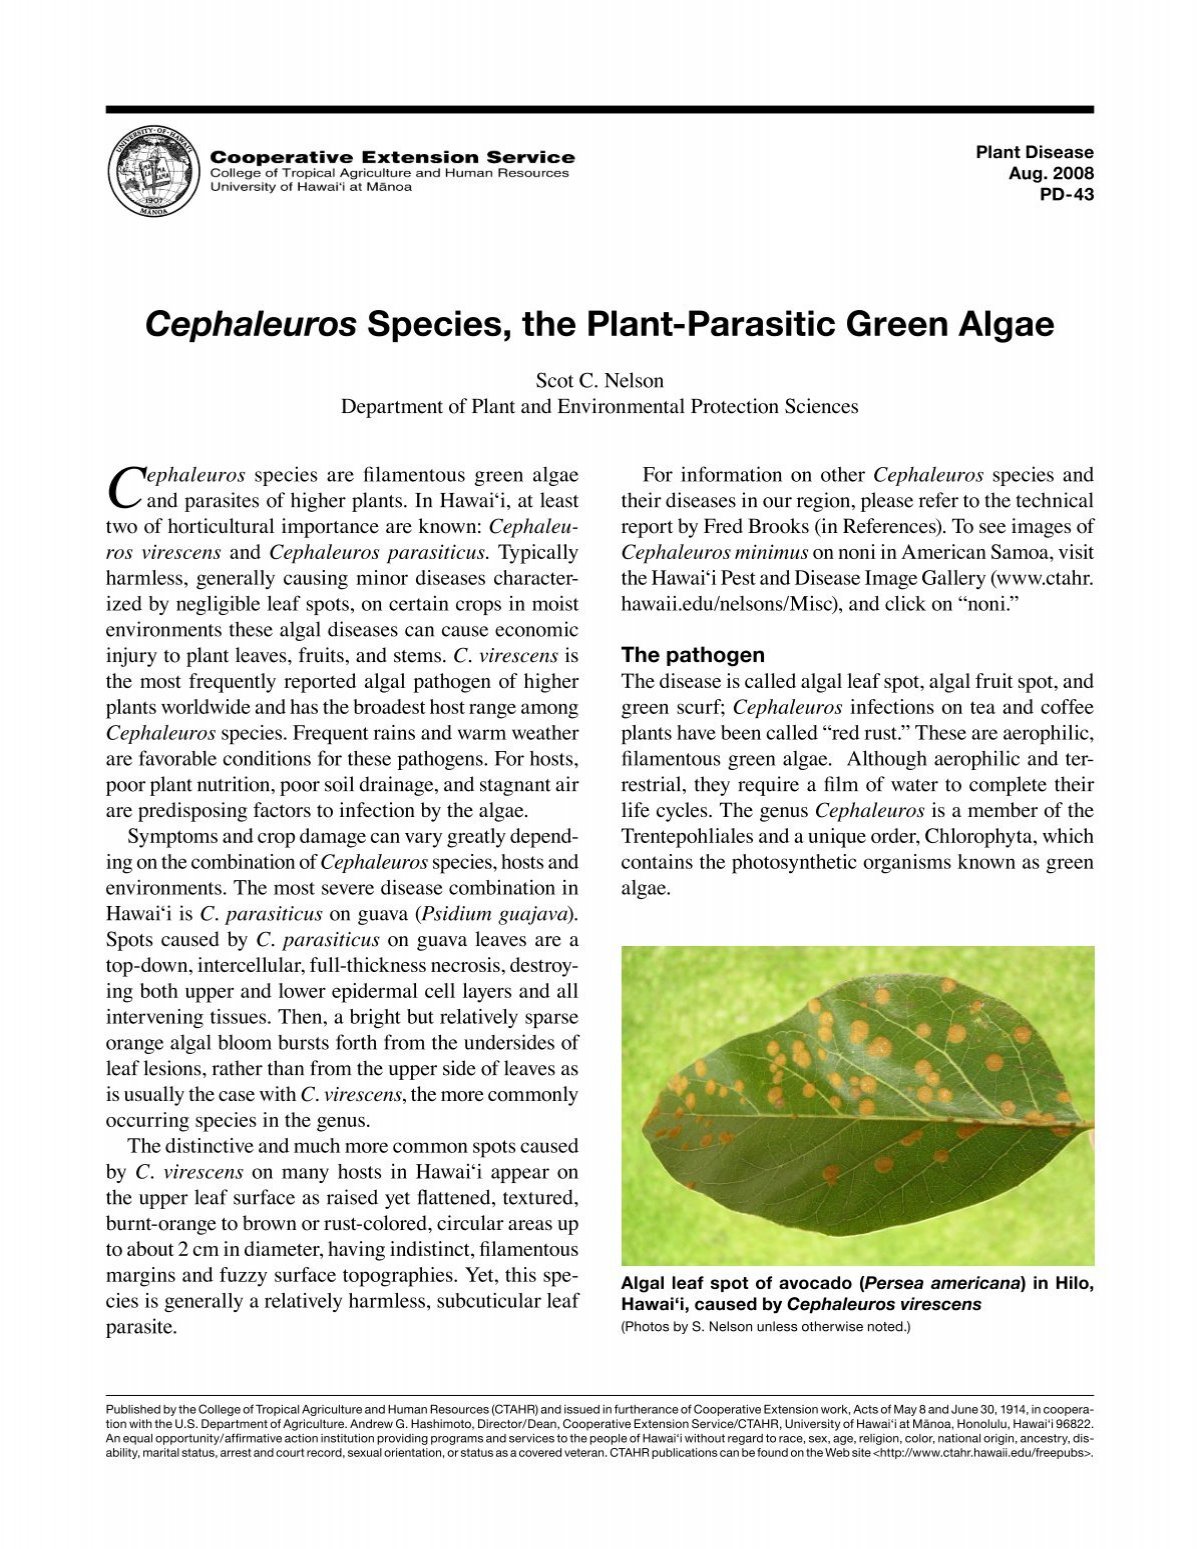 UNIVERSITY · OF · HAWAI'I
MA
LA MA
LAMA
1907
MĀNOA
Cooperative Extension Service
College of Tropical Agriculture and Human Resources
University of Hawai‘i at Mānoa
Plant Disease
Aug. 2008
PD-43
Cephaleuros Species, the Plant-Parasitic Green Algae
Scot C. Nelson
Department of Plant and Environmental Protection Sciences
Cephaleuros species are filamentous green algae
and parasites of higher plants. In Hawai‘i, at least
two of horticultural importance are known: Cephaleu-
ros virescens and Cephaleuros parasiticus. Typically
harmless, generally causing minor diseases character-
ized by negligible leaf spots, on certain crops in moist
environments these algal diseases can cause economic
injury to plant leaves, fruits, and stems. C. virescens is
the most frequently reported algal pathogen of higher
plants worldwide and has the broadest host range among
Cephaleuros species. Frequent rains and warm weather
are favorable conditions for these pathogens. For hosts,
poor plant nutrition, poor soil drainage, and stagnant air
are predisposing factors to infection by the algae.
Symptoms and crop damage can vary greatly depend-
ing on the combination of Cephaleuros species, hosts and
environments. The most severe disease combination in
Hawai‘i is C. parasiticus on guava (Psidium guajava).
Spots caused by C. parasiticus on guava leaves are a
top-down, intercellular, full-thickness necrosis, destroy-
ing both upper and lower epidermal cell layers and all
intervening tissues. Then, a bright but relatively sparse
orange algal bloom bursts forth from the undersides of
leaf lesions, rather than from the upper side of leaves as
is usually the case with C. virescens, the more commonly
occurring species in the genus.
The distinctive and much more common spots caused
by C. virescens on many hosts in Hawai‘i appear on
the upper leaf surface as raised yet flattened, textured,
burnt-orange to brown or rust-colored, circular areas up
to about 2 cm in diameter, having indistinct, filamentous
margins and fuzzy surface topographies. Yet, this spe-
cies is generally a relatively harmless, subcuticular leaf
parasite.
For information on other Cephaleuros species and
their diseases in our region, please refer to the technical
report by Fred Brooks (in References). To see images of
Cephaleuros minimus on noni in American Samoa, visit
the Hawai‘i Pest and Disease Image Gallery (www.ctahr.
hawaii.edu/nelsons/Misc), and click on “noni.”
The pathogen
The disease is called algal leaf spot, algal fruit spot, and
green scurf; Cephaleuros infections on tea and coffee
plants have been called “red rust.” These are aerophilic,
filamentous green algae. Although aerophilic and ter-
restrial, they require a film of water to complete their
life cycles. The genus Cephaleuros is a member of the
Trentepohliales and a unique order, Chlorophyta, which
contains the photosynthetic organisms known as green
algae.
Algal leaf spot of avocado (Persea americana) in Hilo,
Hawai‘i, caused by Cephaleuros virescens
(Photos by S. Nelson unless otherwise noted.)
Published by the College of Tropical Agriculture and Human Resources (CTAHR) and issued in furtherance of Cooperative Extension work, Acts of May 8 and June 30, 1914, in coopera-
tion with the U.S. Department of Agriculture. Andrew G. Hashimoto, Director/Dean, Cooperative Extension Service/CTAHR, University of Hawai‘i at Mānoa, Honolulu, Hawai‘i 96822.
An equal opportunity/affirmative action institution providing programs and services to the people of Hawai‘i without regard to race, sex, age, religion, color, national origin, ancestry, dis-
ability, marital status, arrest and court record, sexual orientation, or status as a covered veteran. CTAHR publications can be found on the Web site <http://www.ctahr.hawaii.edu/freepubs>.